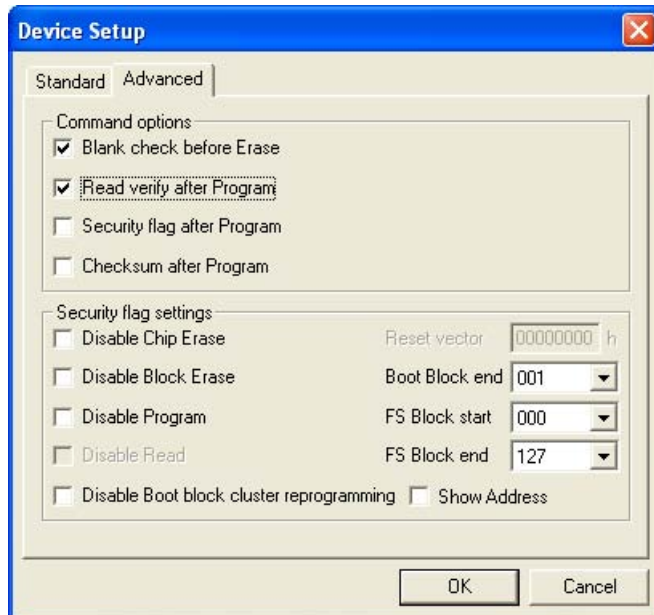 Device Setup
Standard Advanced
Command options
Blank check before Erase
Read verify after Program
Security flag after Program
Checksum after Program
Security flag settings
Disable Chip Erase Reset vector 00000000 h
Disable Block Erase Boot Block end 001
Disable Program FS Block start 000
Disable Read FS Block end 127
Disable Boot block cluster reprogramming Show Address
OK Cancel